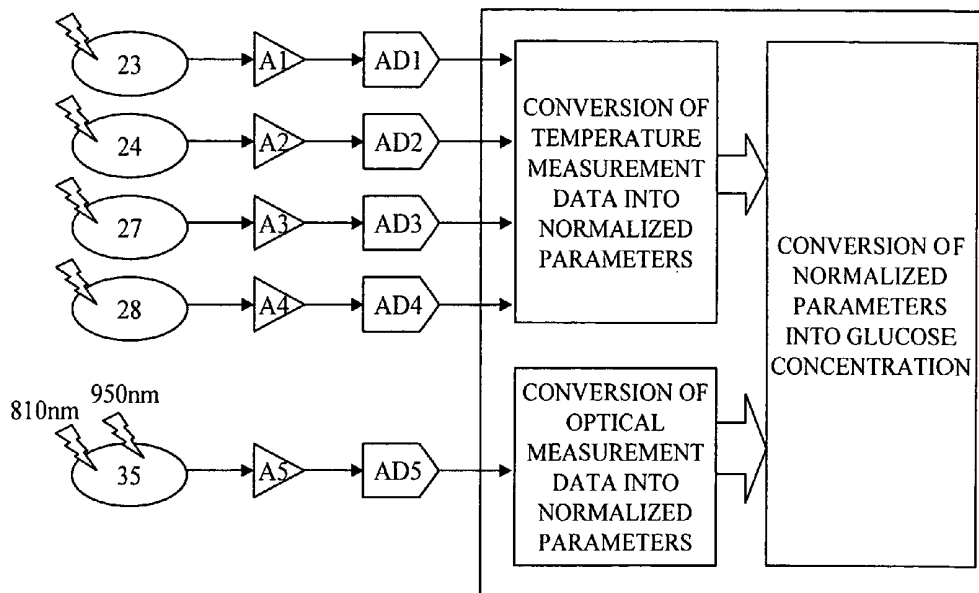 23 A1 AD1
24 A2 AD2
27 A3 AD3
28 A4 AD4
CONVERSION OF
TEMPERATURE
MEASUREMENT
DATA INTO
NORMALIZED
PARAMETERS
810nm
950nm
35 A5 AD5
CONVERSION OF
OPTICAL
MEASUREMENT
DATA INTO
NORMALIZED
PARAMETERS
CONVERSION OF
NORMALIZED
PARAMETERS
INTO GLUCOSE
CONCENTRATION